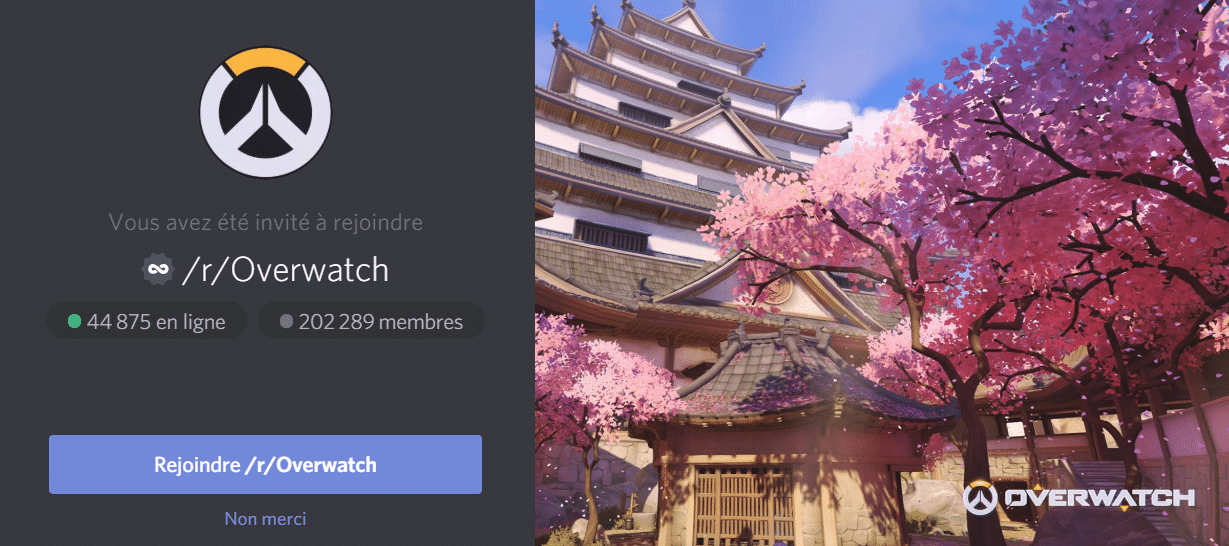 Vous avez été invité à rejoindre
/r/Overwatch
44 875 en ligne
202 289 membres
Rejoindre /r/Overwatch
Non merci
OVERWATCH